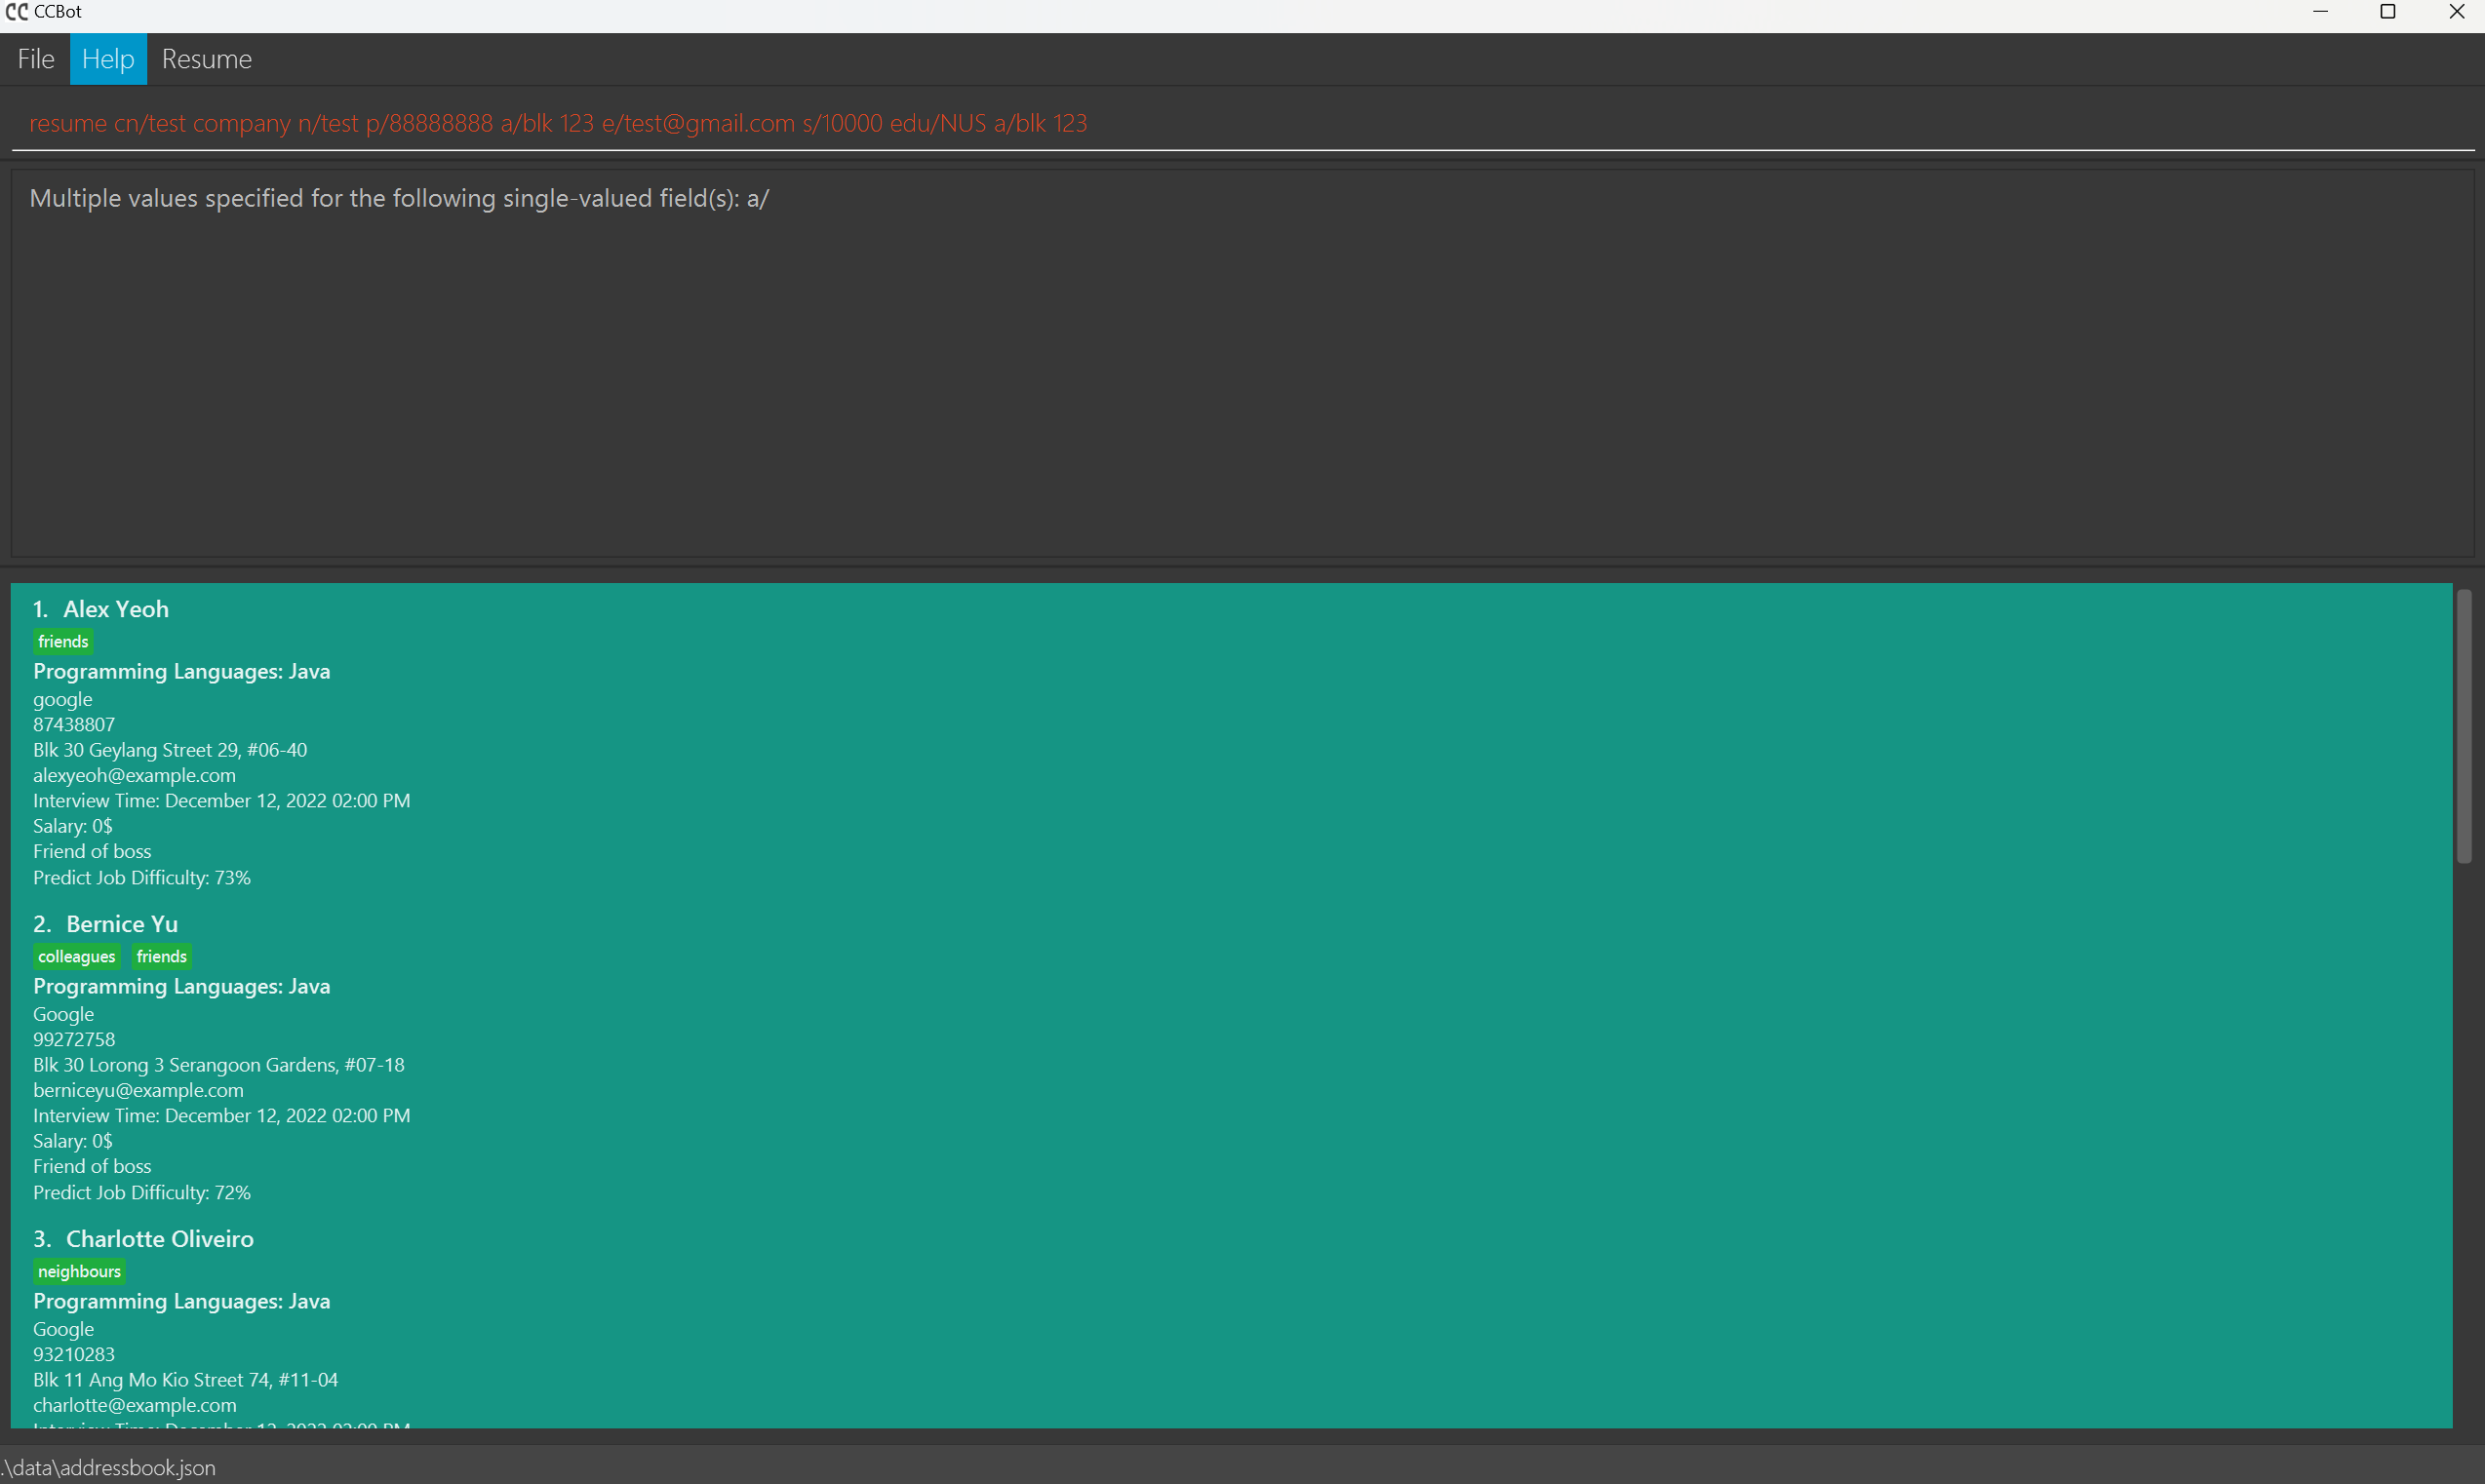 CC CCBot
File Help Resume
resume cn/test company n/test p/88888888 a/blk 123 e/test@gmail.com s/10000 edu/NUS a/blk 123
Multiple values specified for the following single-valued field(s): a/
1. Alex Yeoh
friends
Programming Languages: Java
google
87438807
Blk 30 Geylang Street 29, #06-40
alexyeoh@example.com
Interview Time: December 12, 2022 02:00 PM
Salary: 0$
Friend of boss
Predict Job Difficulty: 73%
2. Bernice Yu
colleagues friends
Programming Languages: Java
Google
99272758
Blk 30 Lorong 3 Serangoon Gardens, #07-18
berniceyu@example.com
Interview Time: December 12, 2022 02:00 PM
Salary: 0$
Friend of boss
Predict Job Difficulty: 72%
3. Charlotte Oliveiro
neighbours
Programming Languages: Java
Google
93210283
Blk 11 Ang Mo Kio Street 74, #11-04
charlotte@example.com
.\data\addressbook.json